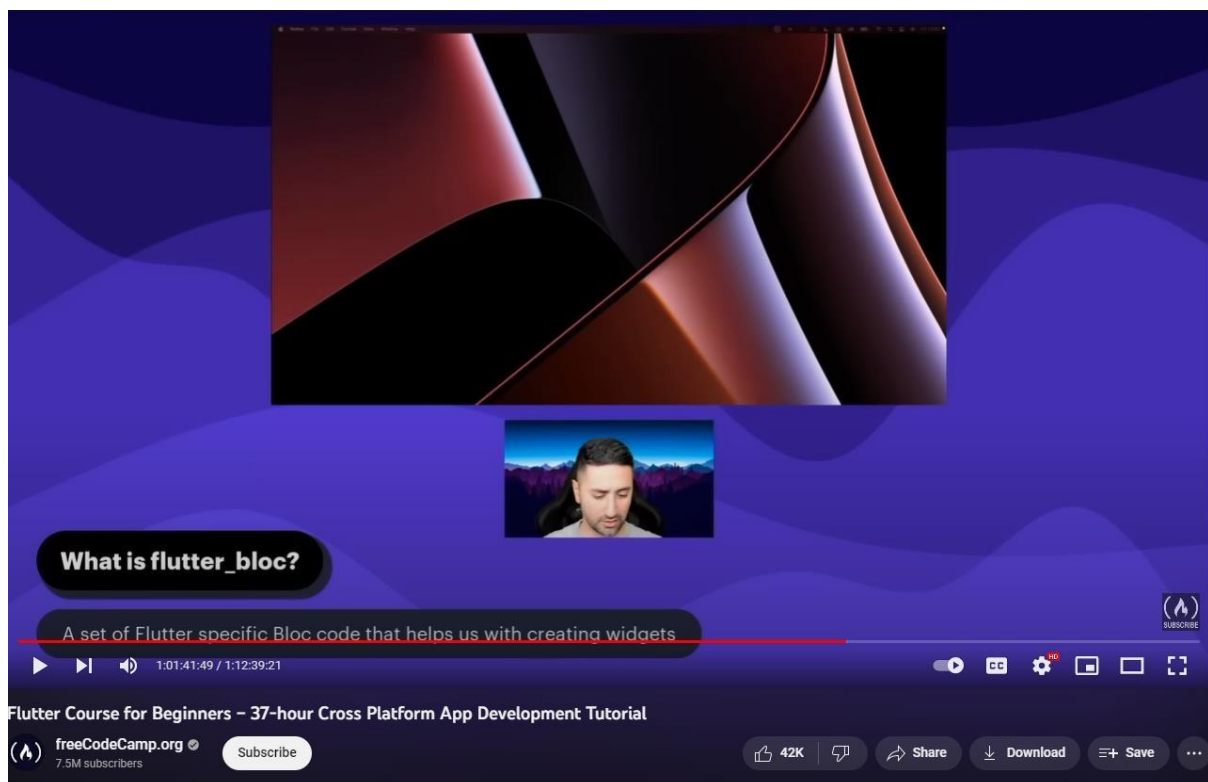 What is flutter_bloc?
A set of Flutter specific Bloc code that helps us with creating widgets
SUBSCRIBE
1:01:41:49 / 1:12:39:21
HD
CC
Flutter Course for Beginners – 37-hour Cross Platform App Development Tutorial
freeCodeCamp.org
7.5M subscribers
Subscribe
42K
Share
Download
Save